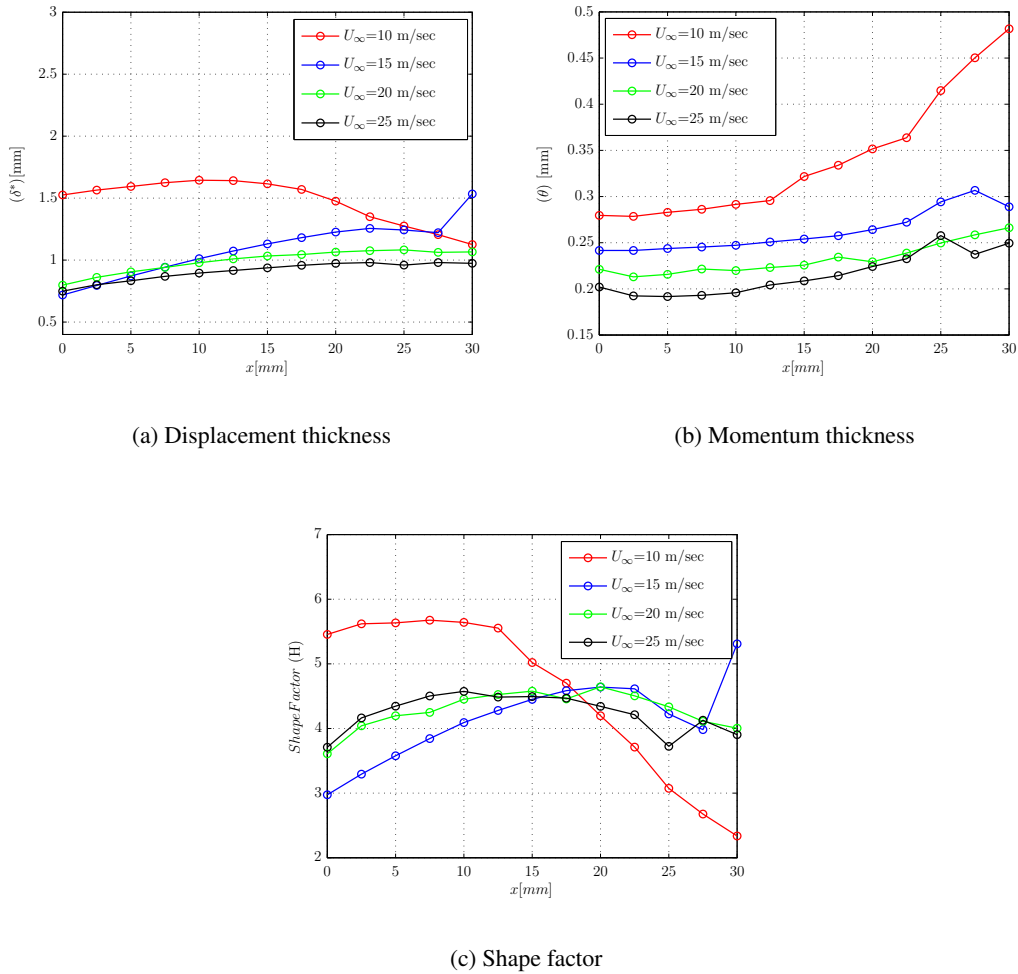 3
2.5
2
1.5
1
0.5
(δ*)[mm]
0 5 10 15 20 25 30
x[mm]
U∞=10 m/sec
U∞=15 m/sec
U∞=20 m/sec
U∞=25 m/sec
(a) Displacement thickness
0.5
0.45
0.4
0.35
0.3
0.25
0.2
0.15
(θ) [mm]
0 5 10 15 20 25 30
x[mm]
U∞=10 m/sec
U∞=15 m/sec
U∞=20 m/sec
U∞=25 m/sec
(b) Momentum thickness
7
6
5
4
3
2
ShapeFactor (H)
0 5 10 15 20 25 30
x[mm]
U∞=10 m/sec
U∞=15 m/sec
U∞=20 m/sec
U∞=25 m/sec
(c) Shape factor